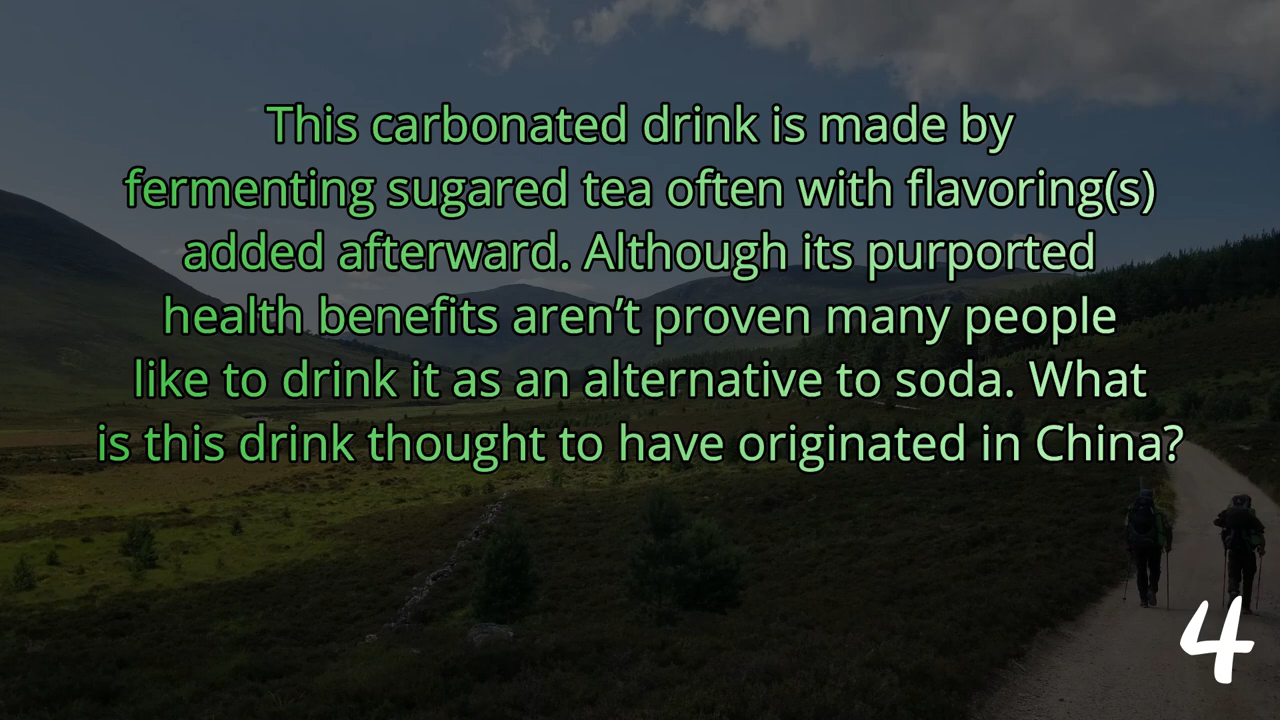 This carbonated drink is made by
fermenting sugared tea often with flavoring(s)
added afterward. Although its purported
health benefits aren’t proven many people
like to drink it as an alternative to soda. What
is this drink thought to have originated in China?
4